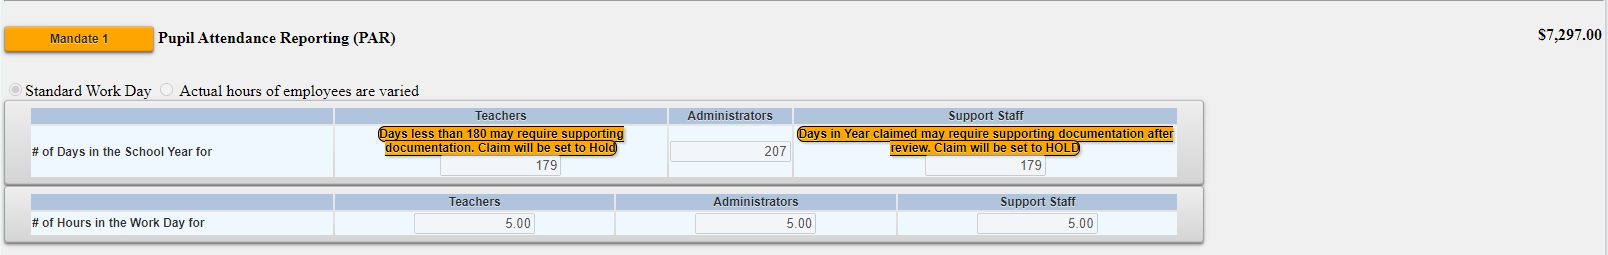 Mandate 1 Pupil Attendance Reporting (PAR) $7,297.00
Standard Work Day Actual hours of employees are varied
Teachers Administrators Support Staff
# of Days in the School Year for
Days less than 180 may require supporting
documentation. Claim will be set to Hold
179
207
Days in Year claimed may require supporting documentation after
review. Claim will be set to HOLD
179
Teachers Administrators Support Staff
# of Hours in the Work Day for 5.00 5.00 5.00